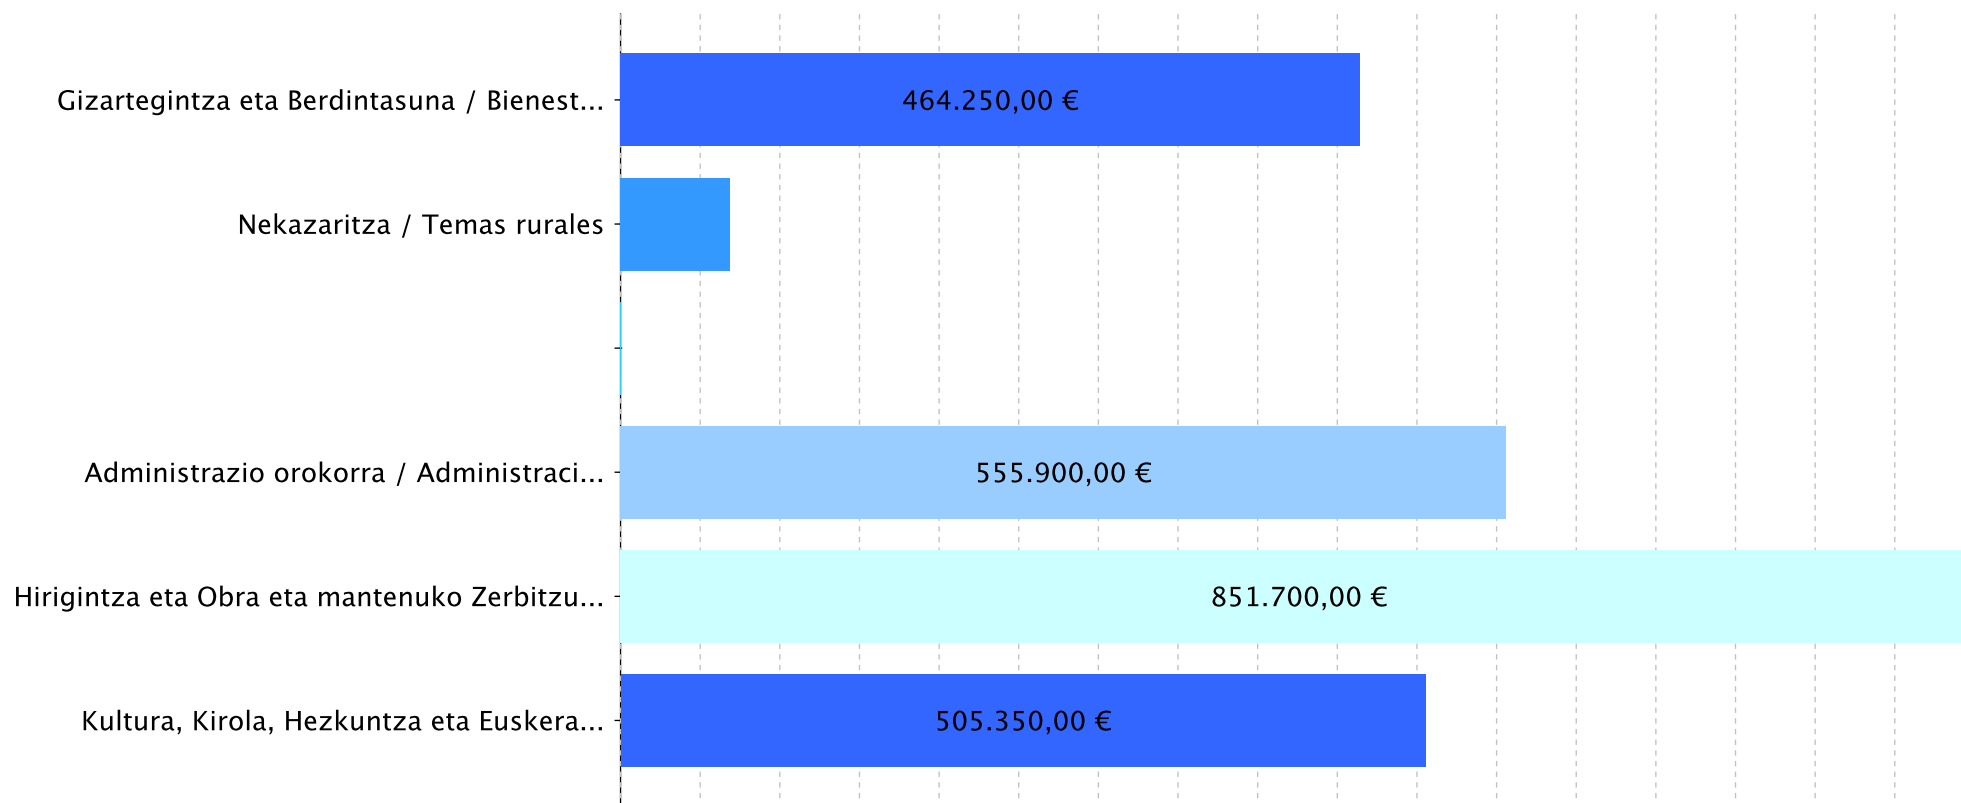 Gizartegintza eta Berdintasuna / Bienest...
464.250,00 €
Nekazaritza / Temas rurales
Administrazio orokorra / Administraci...
555.900,00 €
Hirigintza eta Obra eta mantenuko Zerbitzu...
851.700,00 €
Kultura, Kirola, Hezkuntza eta Euskera...
505.350,00 €